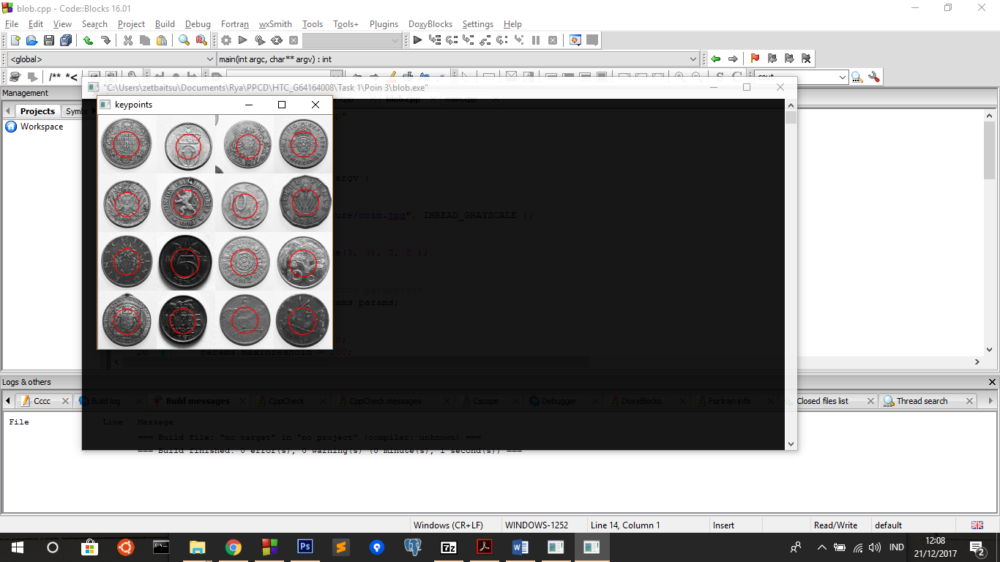 blob.cpp - Code::Blocks 16.01
File Edit View Search Project Build Debug Fortran wxSmith Tools Tools+ Plugins DoxyBlocks Settings Help
<global> main(int argc, char** argv) : int
/** *< cout
Management "C:\Users\zetbaitsu\Documents\Rya\PPCD\HTC_G64164008\Task 1\Poin 3\blob.exe"
blob.cpp main.cpp
keypoints
Projects Symbo
Workspace
argv )
ture/coin.jpg", IMREAD_GRAYSCALE );
(3, 3), 2, 2 );
parameters.
params;
20 params.maxThreshold = 200;
Logs & others
Cccc Build log Build messages CppCheck CppCheck messages Cscope Debugger DoxyBlocks Fortran info Closed files list Thread search
File Line Message
=== Build file: "no target" in "no project" (compiler: unknown) ===
=== Build finished: 0 error(s), 0 warning(s) (0 minute(s), 1 second(s)) ===
Windows (CR+LF) WINDOWS-1252 Line 14, Column 1 Insert Read/Write default
IND 12:08
21/12/2017 2